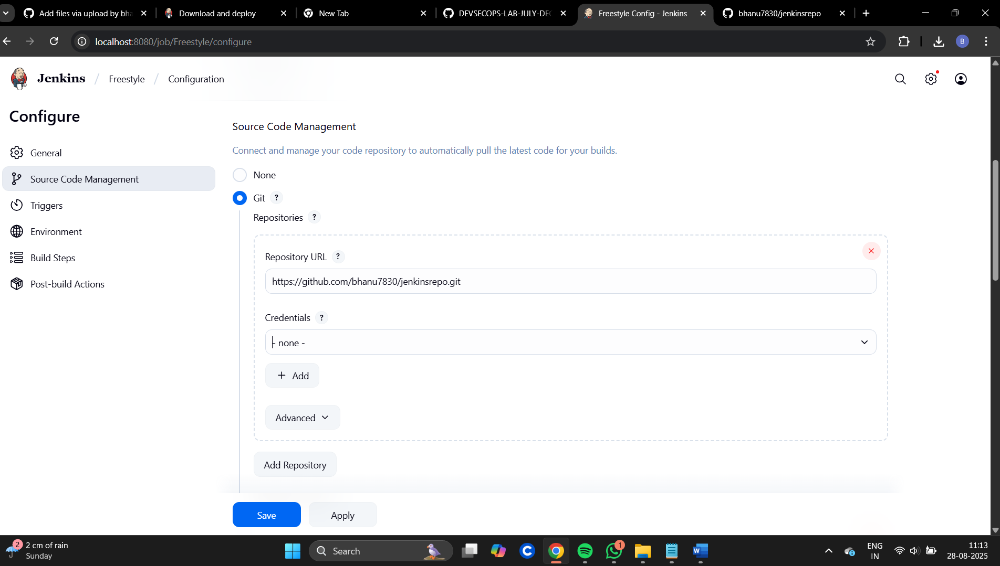 Add files via upload by bha
Download and deploy
New Tab
DEVSECOPS-LAB-JULY-DEC
Freestyle Config - Jenkins
bhanu7830/jenkinsrepo
localhost:8080/job/Freestyle/configure
B
Jenkins / Freestyle / Configuration
Configure
General
Source Code Management
Triggers
Environment
Build Steps
Post-build Actions
Source Code Management
Connect and manage your code repository to automatically pull the latest code for your builds.
None
Git ?
Repositories ?
Repository URL ?
https://github.com/bhanu7830/jenkinsrepo.git
Credentials ?
- none -
+ Add
Advanced
Add Repository
Save
Apply
2
2 cm of rain
Sunday
Search
1
ENG
IN
11:13
28-08-2025